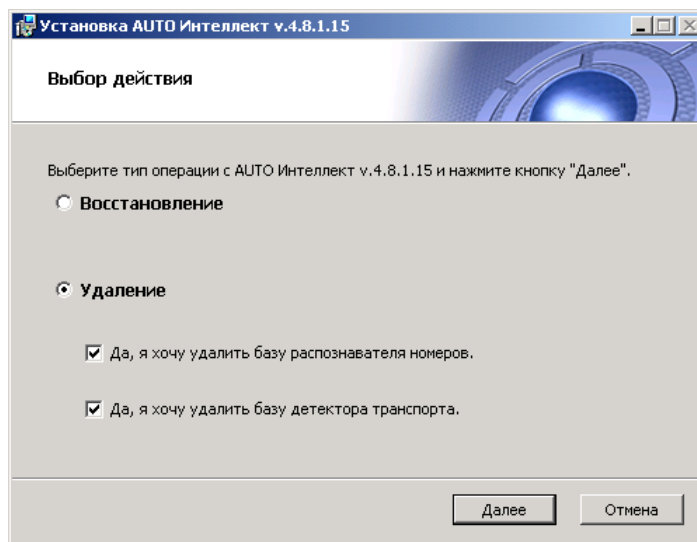 Установка AUTO Интеллект v.4.8.1.15
Выбор действия
Выберите тип операции с AUTO Интеллект v.4.8.1.15 и нажмите кнопку "Далее".
Восстановление
Удаление
Да, я хочу удалить базу распознавателя номеров.
Да, я хочу удалить базу детектора транспорта.
Далее
Отмена